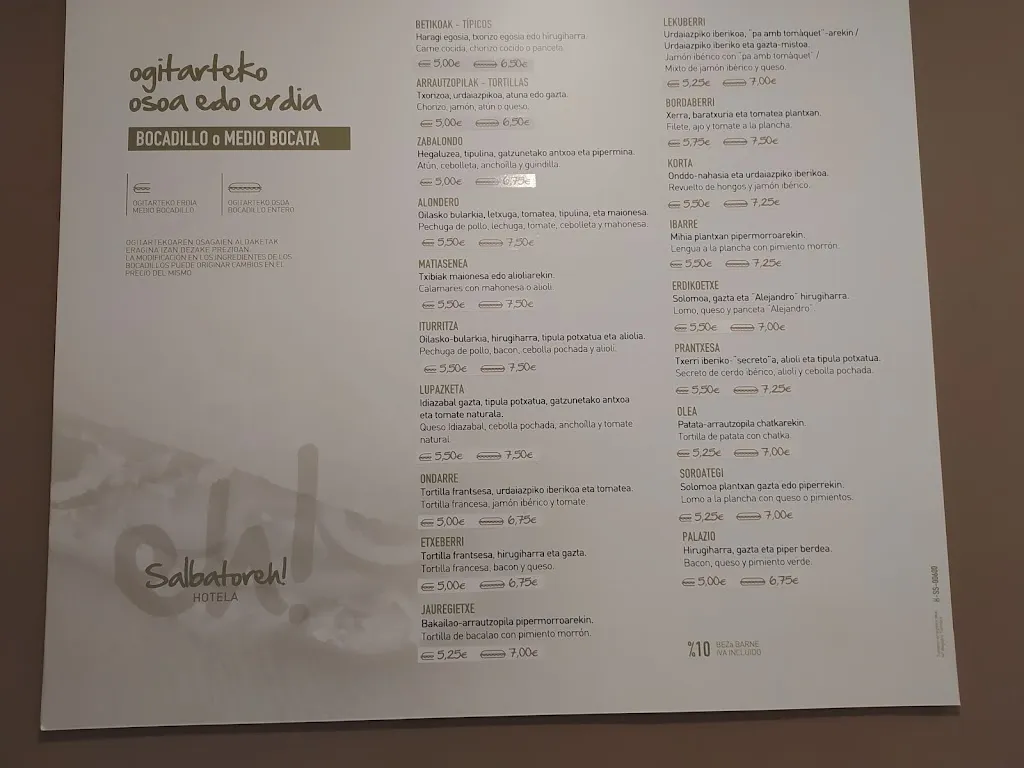 ogitarteko
osoa edo erdia
BOCADILLO o MEDIO BOCATA
OGITARTEKO ERDIA
MEDIO BOCADILLO
OGITARTEKO OSOA
BOCADILLO ENTERO
OGITARTEKOAREN OSAGAIEN ALDAKETAK
ERAGINA IZAN DEZAKE PREZIOAN.
LA MODIFICACIÓN EN LOS INGREDIENTES DE LOS
BOCADILLOS PUEDE ORIGINAR CAMBIOS EN EL
PRECIO DEL MISMO
eh!
Salbatoreh!
HOTELA
BETIKOAK - TÍPICOS
Haragi egosia, txorizo egosia edo hirugiharra.
Carne cocida, chorizo cocido o panceta.
5,00€ 6,50€
ARRAUTZOPILAK - TORTILLAS
Txorizoa, urdaiazpikoa, atuna edo gazta.
Chorizo, jamón, atún o queso.
5,00€ 6,50€
ZABALONDO
Hegaluzea, tipulina, gatzunetako antxoa eta pipermina.
Atún, cebolleta, anchoílla y guindilla.
5,00€ 6,75€
ALONDERO
Oilasko bularkia, letxuga, tomatea, tipulina, eta maionesa.
Pechuga de pollo, lechuga, tomate, cebolleta y mahonesa.
5,50€ 7,50€
MATIASENEA
Txibiak maionesa edo alioliarekin.
Calamares con mahonesa o alioli.
5,50€ 7,50€
ITURRITZA
Oilasko-bularkia, hirugiharra, tipula potxatua eta aliolia.
Pechuga de pollo, bacon, cebolla pochada y alioli.
5,50€ 7,50€
LUPAZKETA
Idiazabal gazta, tipula potxatua, gatzunetako antxoa
eta tomate naturala.
Queso Idiazabal, cebolla pochada, anchoílla y tomate
natural.
5,50€ 7,50€
ONDARRE
Tortilla frantsesa, urdaiazpiko iberikoa eta tomatea.
Tortilla francesa, jamón ibérico y tomate.
5,00€ 6,75€
ETXEBERRI
Tortilla frantsesa, hirugiharra eta gazta.
Tortilla francesa, bacon y queso.
5,00€ 6,75€
JAUREGIETXE
Bakailao-arrautzopila pipermorroarekin.
Tortilla de bacalao con pimiento morrón.
5,25€ 7,00€
LEKUBERRI
Urdaiazpiko iberikoa, "pa amb tomàquet"-arekin /
Urdaiazpiko iberiko eta gazta-mistoa.
Jamón ibérico con "pa amb tomàquet" /
Mixto de jamón ibérico y queso.
5,25€ 7,00€
BORDABERRI
Xerra, baratxuria eta tomatea plantxan.
Filete, ajo y tomate a la plancha.
5,75€ 7,50€
KORTA
Onddo-nahasia eta urdaiazpiko iberikoa.
Revuelto de hongos y jamón ibérico.
5,50€ 7,25€
IBARRE
Mihia plantxan pipermorroarekin.
Lengua a la plancha con pimiento morrón.
5,50€ 7,25€
ERDIKOETXE
Solomoa, gazta eta "Alejandro" hirugiharra.
Lomo, queso y panceta "Alejandro".
5,50€ 7,00€
PRANTXESA
Txerri iberiko-"secreto"a, alioli eta tipula potxatua.
Secreto de cerdo ibérico, alioli y cebolla pochada.
5,50€ 7,25€
OLEA
Patata-arrautzopila chatkarekin.
Tortilla de patata con chatka.
5,25€ 7,00€
SOROATEGI
Solomoa plantxan gazta edo piperrekin.
Lomo a la plancha con queso o pimientos.
5,25€ 7,00€
PALAZIO
Hirugiharra, gazta eta piper berdea.
Bacon, queso y pimiento verde.
5,00€ 6,75€
%10 BEZa BARNE
IVA INCLUIDO
H-SS-00600